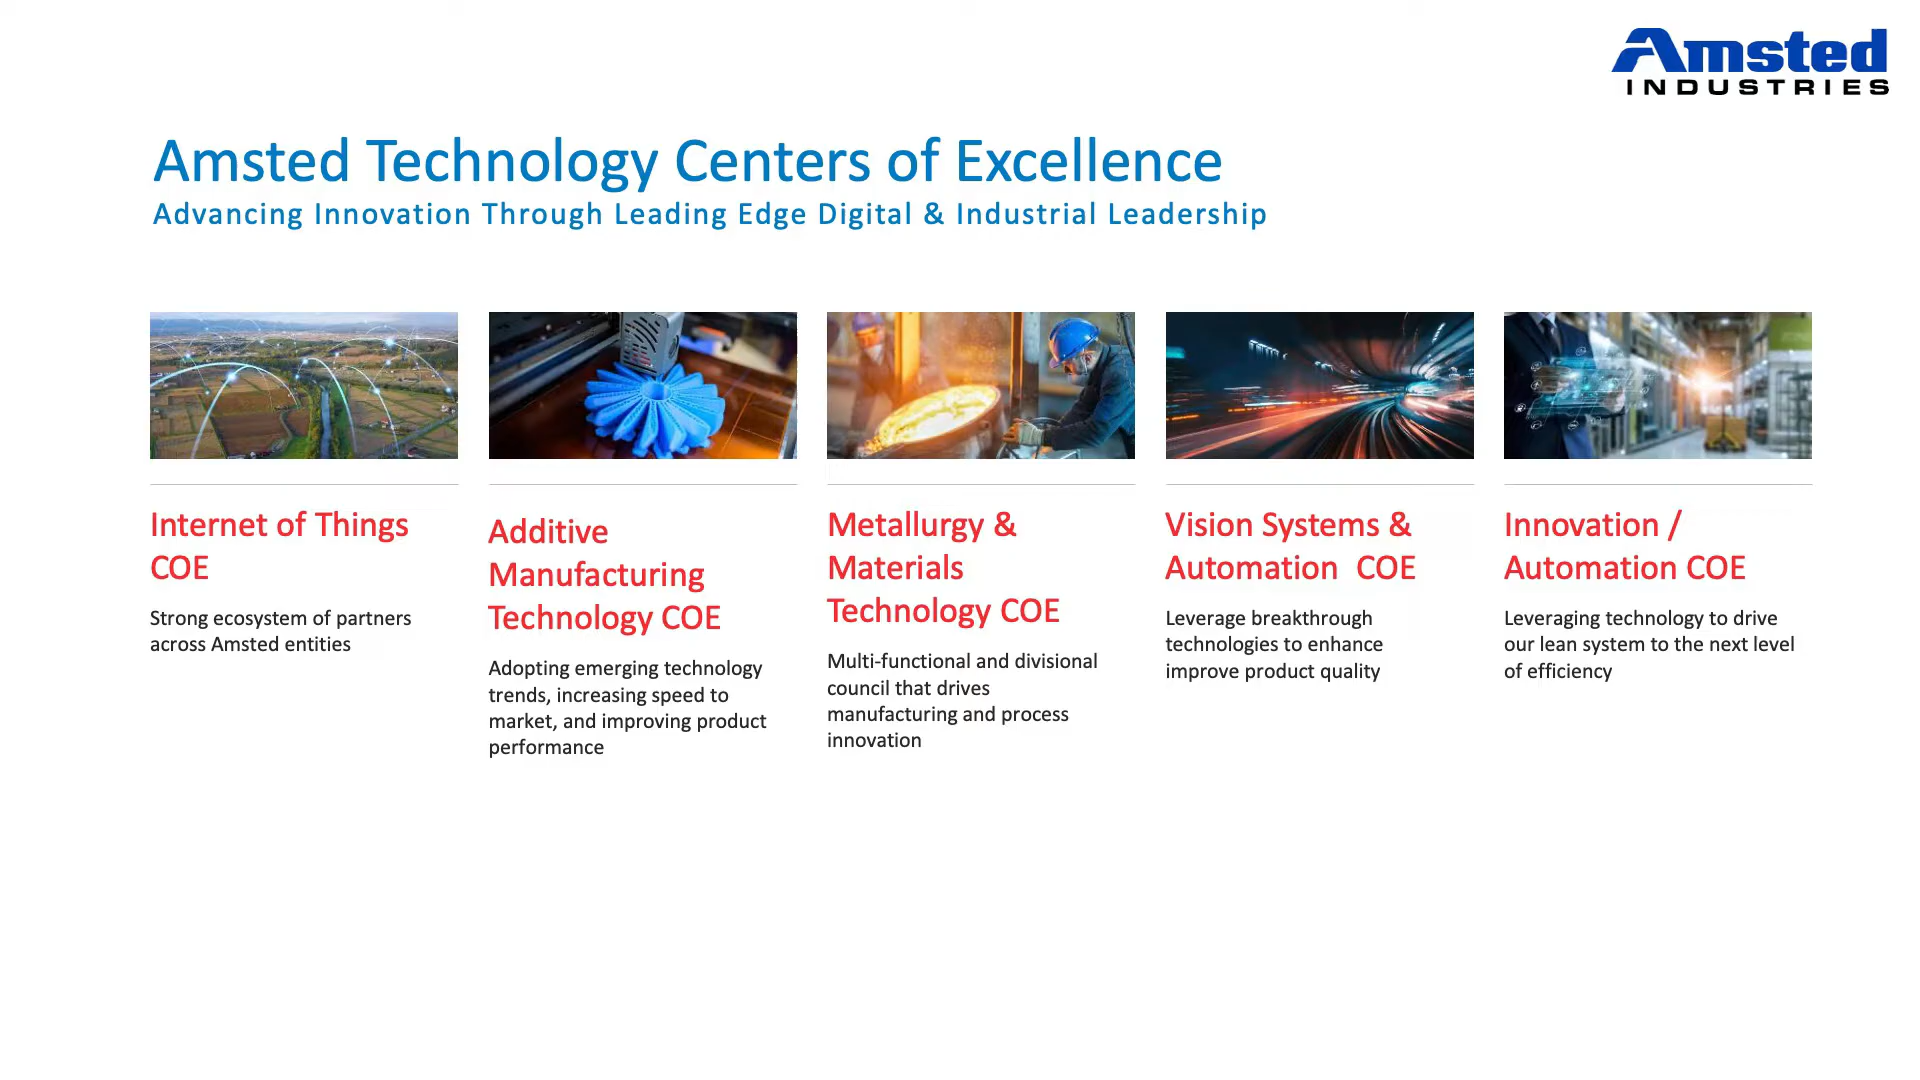 Amsted
INDUSTRIES
Amsted Technology Centers of Excellence
Advancing Innovation Through Leading Edge Digital & Industrial Leadership
Internet of Things
COE
Strong ecosystem of partners
across Amsted entities
Additive
Manufacturing
Technology COE
Adopting emerging technology
trends, increasing speed to
market, and improving product
performance
Metallurgy &
Materials
Technology COE
Multi-functional and divisional
council that drives
manufacturing and process
innovation
Vision Systems &
Automation  COE
Leverage breakthrough
technologies to enhance
improve product quality
Innovation /
Automation COE
Leveraging technology to drive
our lean system to the next level
of efficiency